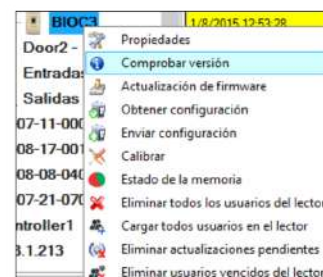 BIOC3
1/8/2015 12:53:28
Door2 -
Propiedades
Entradas
Comprobar versión
Salidas
Actualización de firmware
07-11-000
Obtener configuración
08-17-001
Enviar configuración
08-08-040
Calibrar
07-21-070
Estado de la memoria
ntroller1
Eliminar todos los usuarios del lector
3.1.213
Cargar todos usuarios en el lector
Eliminar actualizaciones pendientes
Eliminar usuarios vencidos del lector